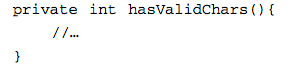 private int hasValidChars(){
//…
}